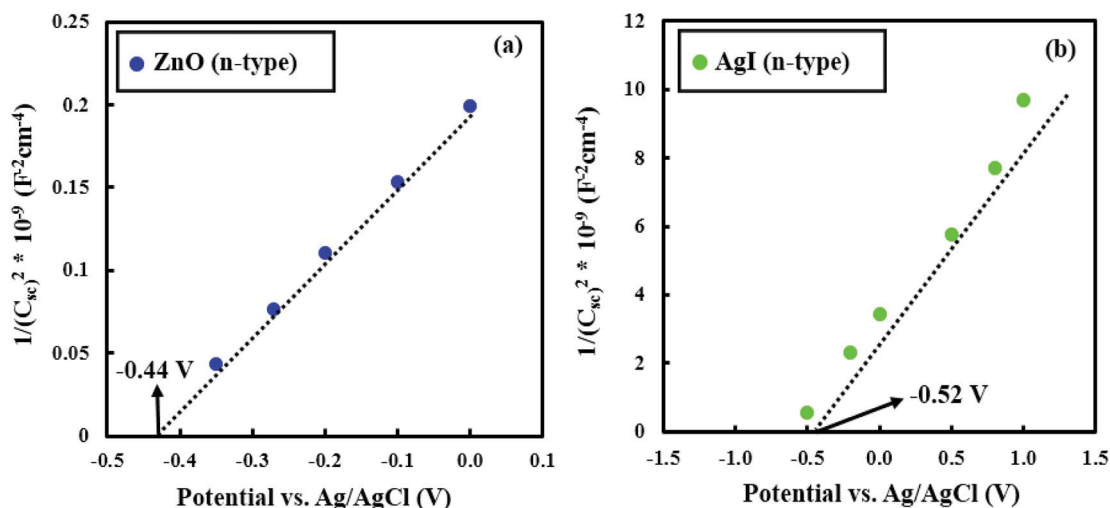 (a)
ZnO (n-type)
1/(C_sc)^2 * 10^-9 (F^-2cm^-4)
0.25
0.2
0.15
0.1
0.05
0
-0.44 V
-0.5 -0.4 -0.3 -0.2 -0.1 0.0 0.1
Potential vs. Ag/AgCl (V)
(b)
AgI (n-type)
1/(C_sc)^2 * 10^-9 (F^-2cm^-4)
12
10
8
6
4
2
0
-0.52 V
-1.5 -1.0 -0.5 0.0 0.5 1.0 1.5
Potential vs. Ag/AgCl (V)